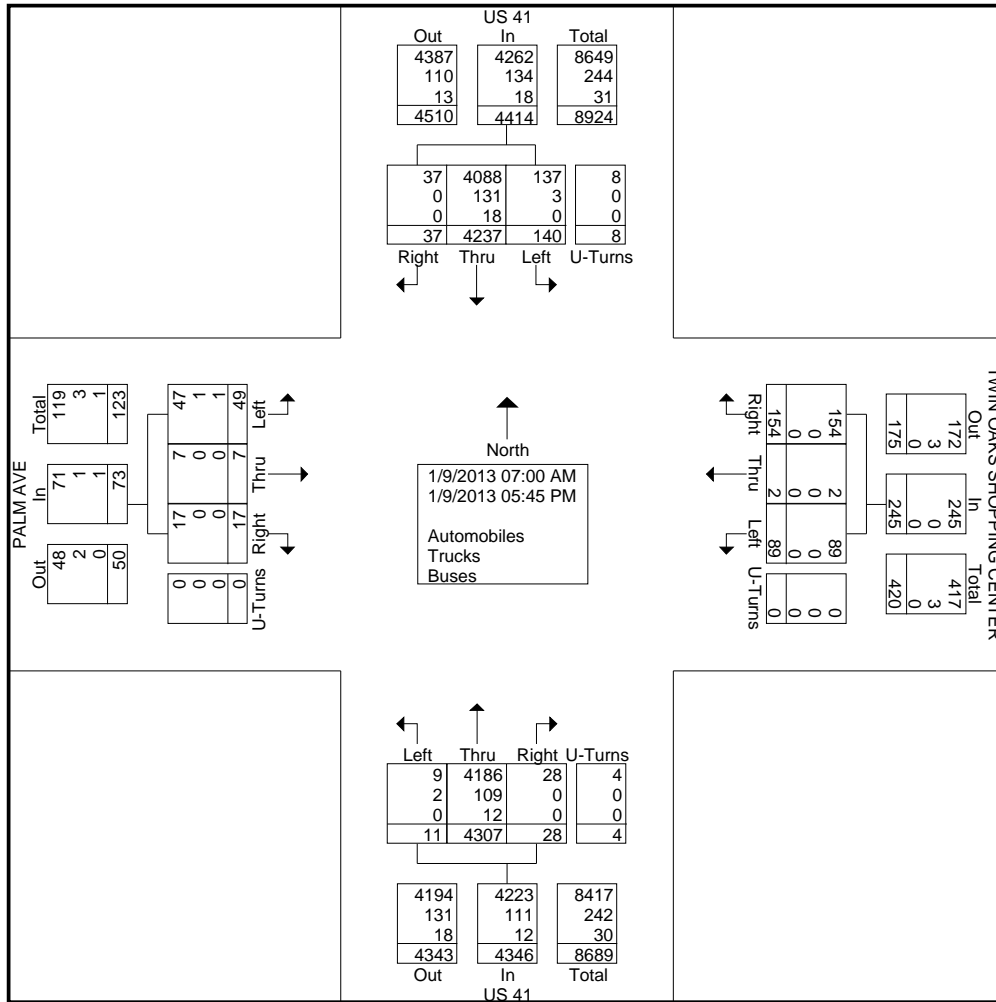 US 41
Out In Total
4387 4262 8649
110 134 244
13 18 31
4510 4414 8924
37 4088 137 8
0 131 3 0
0 18 0 0
37 4237 140 8
Right Thru Left U-Turns
PALM AVE
Out In Total
48 71 119
2 1 3
0 1 1
50 73 123
U-Turns Right Thru Left
0 17 7 47
0 0 0 1
0 0 0 1
0 17 7 49
North
1/9/2013 07:00 AM
1/9/2013 05:45 PM
Automobiles
Trucks
Buses
Right Thru Left U-Turns
154 2 89 0
0 0 0 0
0 0 0 0
154 2 89 0
TWIN OAKS SHOPPING CENTER
Out In Total
172 245 417
3 0 3
0 0 0
175 245 420
Left Thru Right U-Turns
9 4186 28 4
2 109 0 0
0 12 0 0
11 4307 28 4
4194 4223 8417
131 111 242
18 12 30
4343 4346 8689
Out In Total
US 41